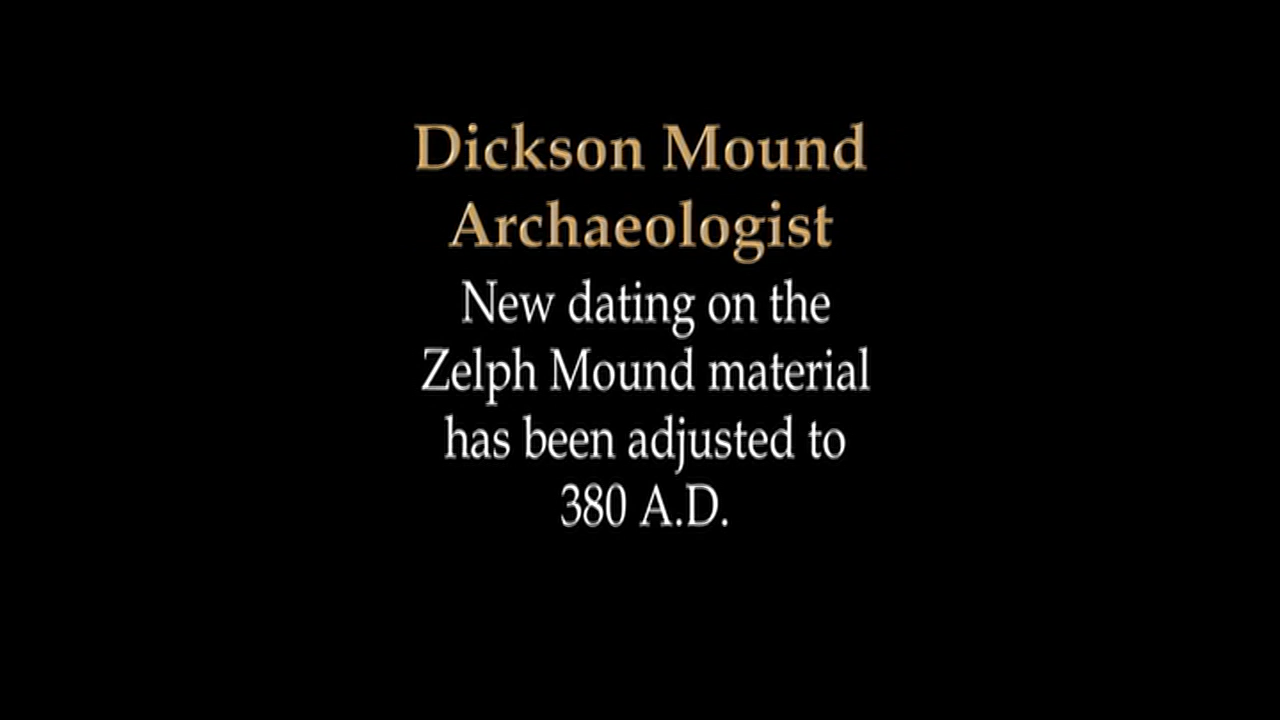 Dickson Mound
Archaeologist
New dating on the
Zelph Mound material
has been adjusted to
380 A.D.